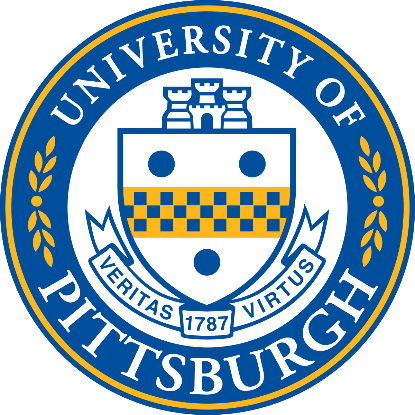 UNIVERSITY OF
PITTSBURGH
VERITAS
1787
VIRTUS